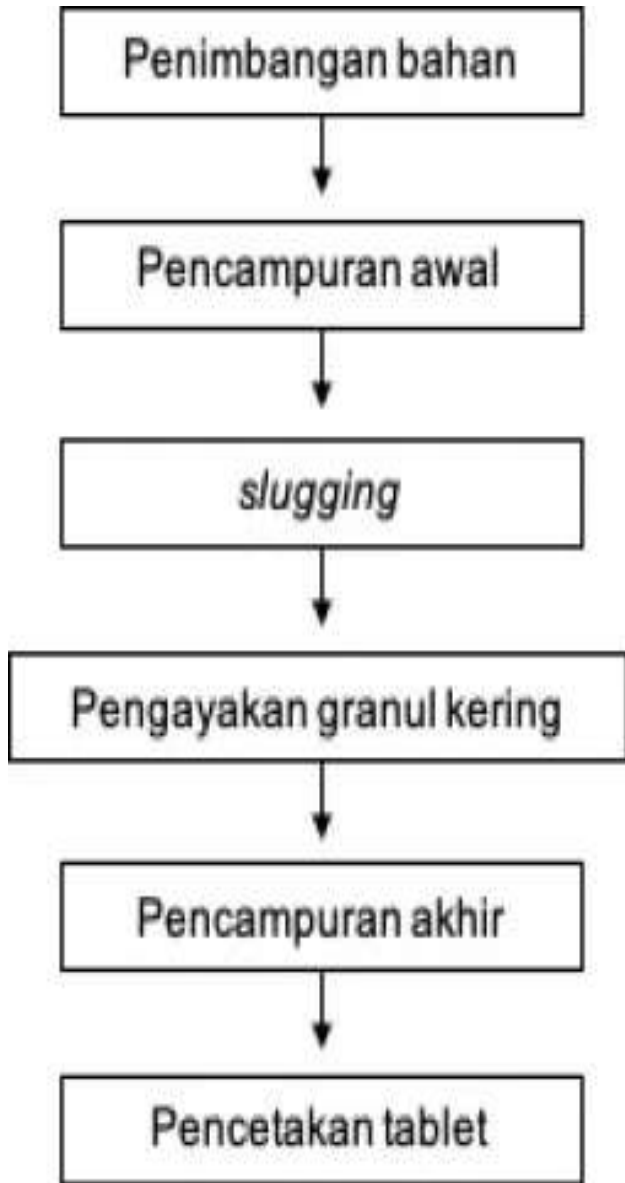 Penimbangan bahan
Pencampuran awal
slugging
Pengayakan granul kering
Pencampuran akhir
Pencetakan tablet